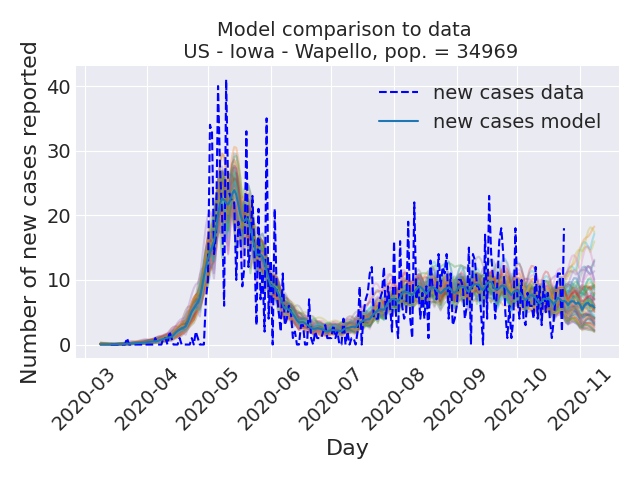 Model comparison to data
US - Iowa - Wapello, pop. = 34969
Number of new cases reported
40
30
20
10
0
new cases data
new cases model
2020-03
2020-04
2020-05
2020-06
2020-07
2020-08
2020-09
2020-10
2020-11
Day